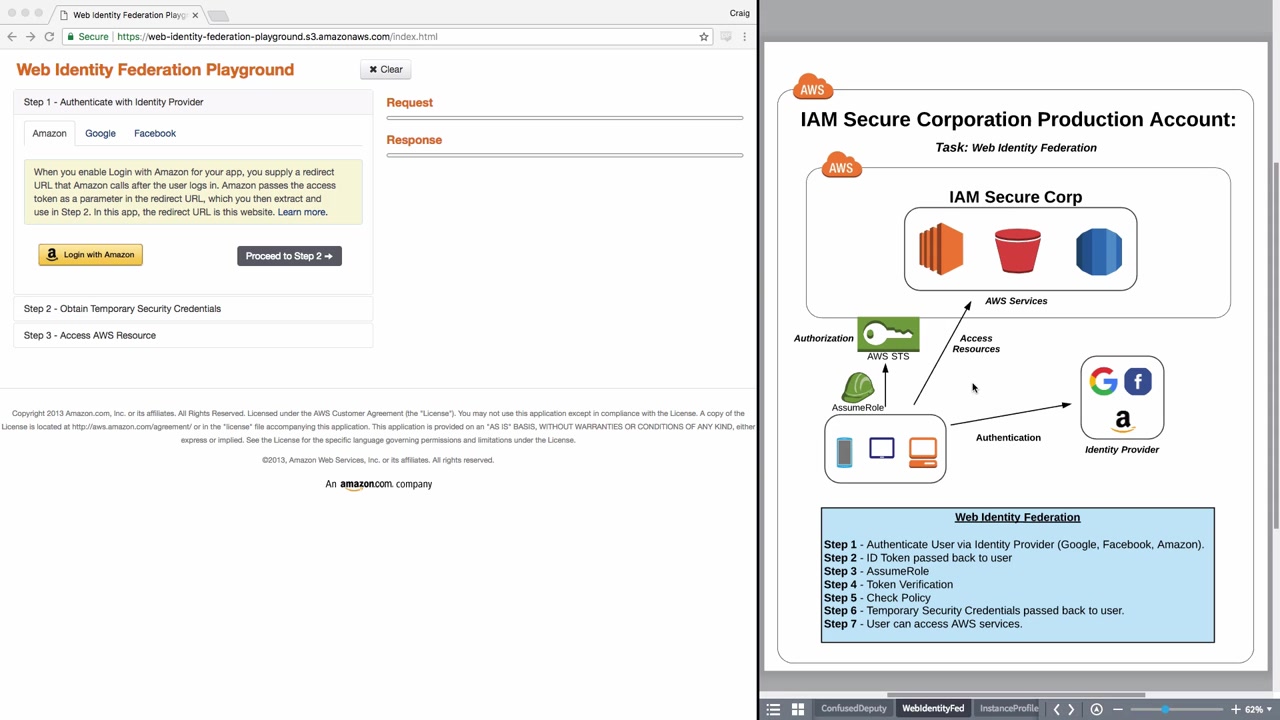 Web Identity Federation Playg
Craig
Secure
https://web-identity-federation-playground.s3.amazonaws.com/index.html
Web Identity Federation Playground
Clear
Step 1 - Authenticate with Identity Provider
Amazon
Google
Facebook
When you enable Login with Amazon for your app, you supply a redirect
URL that Amazon calls after the user logs in. Amazon passes the access
token as a parameter in the redirect URL, which you then extract and
use in Step 2. In this app, the redirect URL is this website. Learn more.
Login with Amazon
Proceed to Step 2
Step 2 - Obtain Temporary Security Credentials
Step 3 - Access AWS Resource
Request
Response
Copyright 2013 Amazon.com, Inc. or its affiliates. All Rights Reserved. Licensed under the AWS Customer Agreement (the "License"). You may not use this application except in compliance with the License. A copy of the
License is located at http://aws.amazon.com/agreement/ or in the "license" file accompanying this application. This application is provided on an "AS IS" BASIS, WITHOUT WARRANTIES OR CONDITIONS OF ANY KIND, either
express or implied. See the License for the specific language governing permissions and limitations under the License.
©2013, Amazon Web Services, Inc. or its affiliates. All rights reserved.
An amazon.com company
AWS
IAM Secure Corporation Production Account:
Task: Web Identity Federation
AWS
IAM Secure Corp
AWS Services
Authorization
AWS STS
Access
Resources
AssumeRole
Authentication
Identity Provider
Web Identity Federation
Step 1 - Authenticate User via Identity Provider (Google, Facebook, Amazon).
Step 2 - ID Token passed back to user
Step 3 - AssumeRole
Step 4 - Token Verification
Step 5 - Check Policy
Step 6 - Temporary Security Credentials passed back to user.
Step 7 - User can access AWS services.
ConfusedDeputy
WebIdentityFed
InstanceProfile
62%